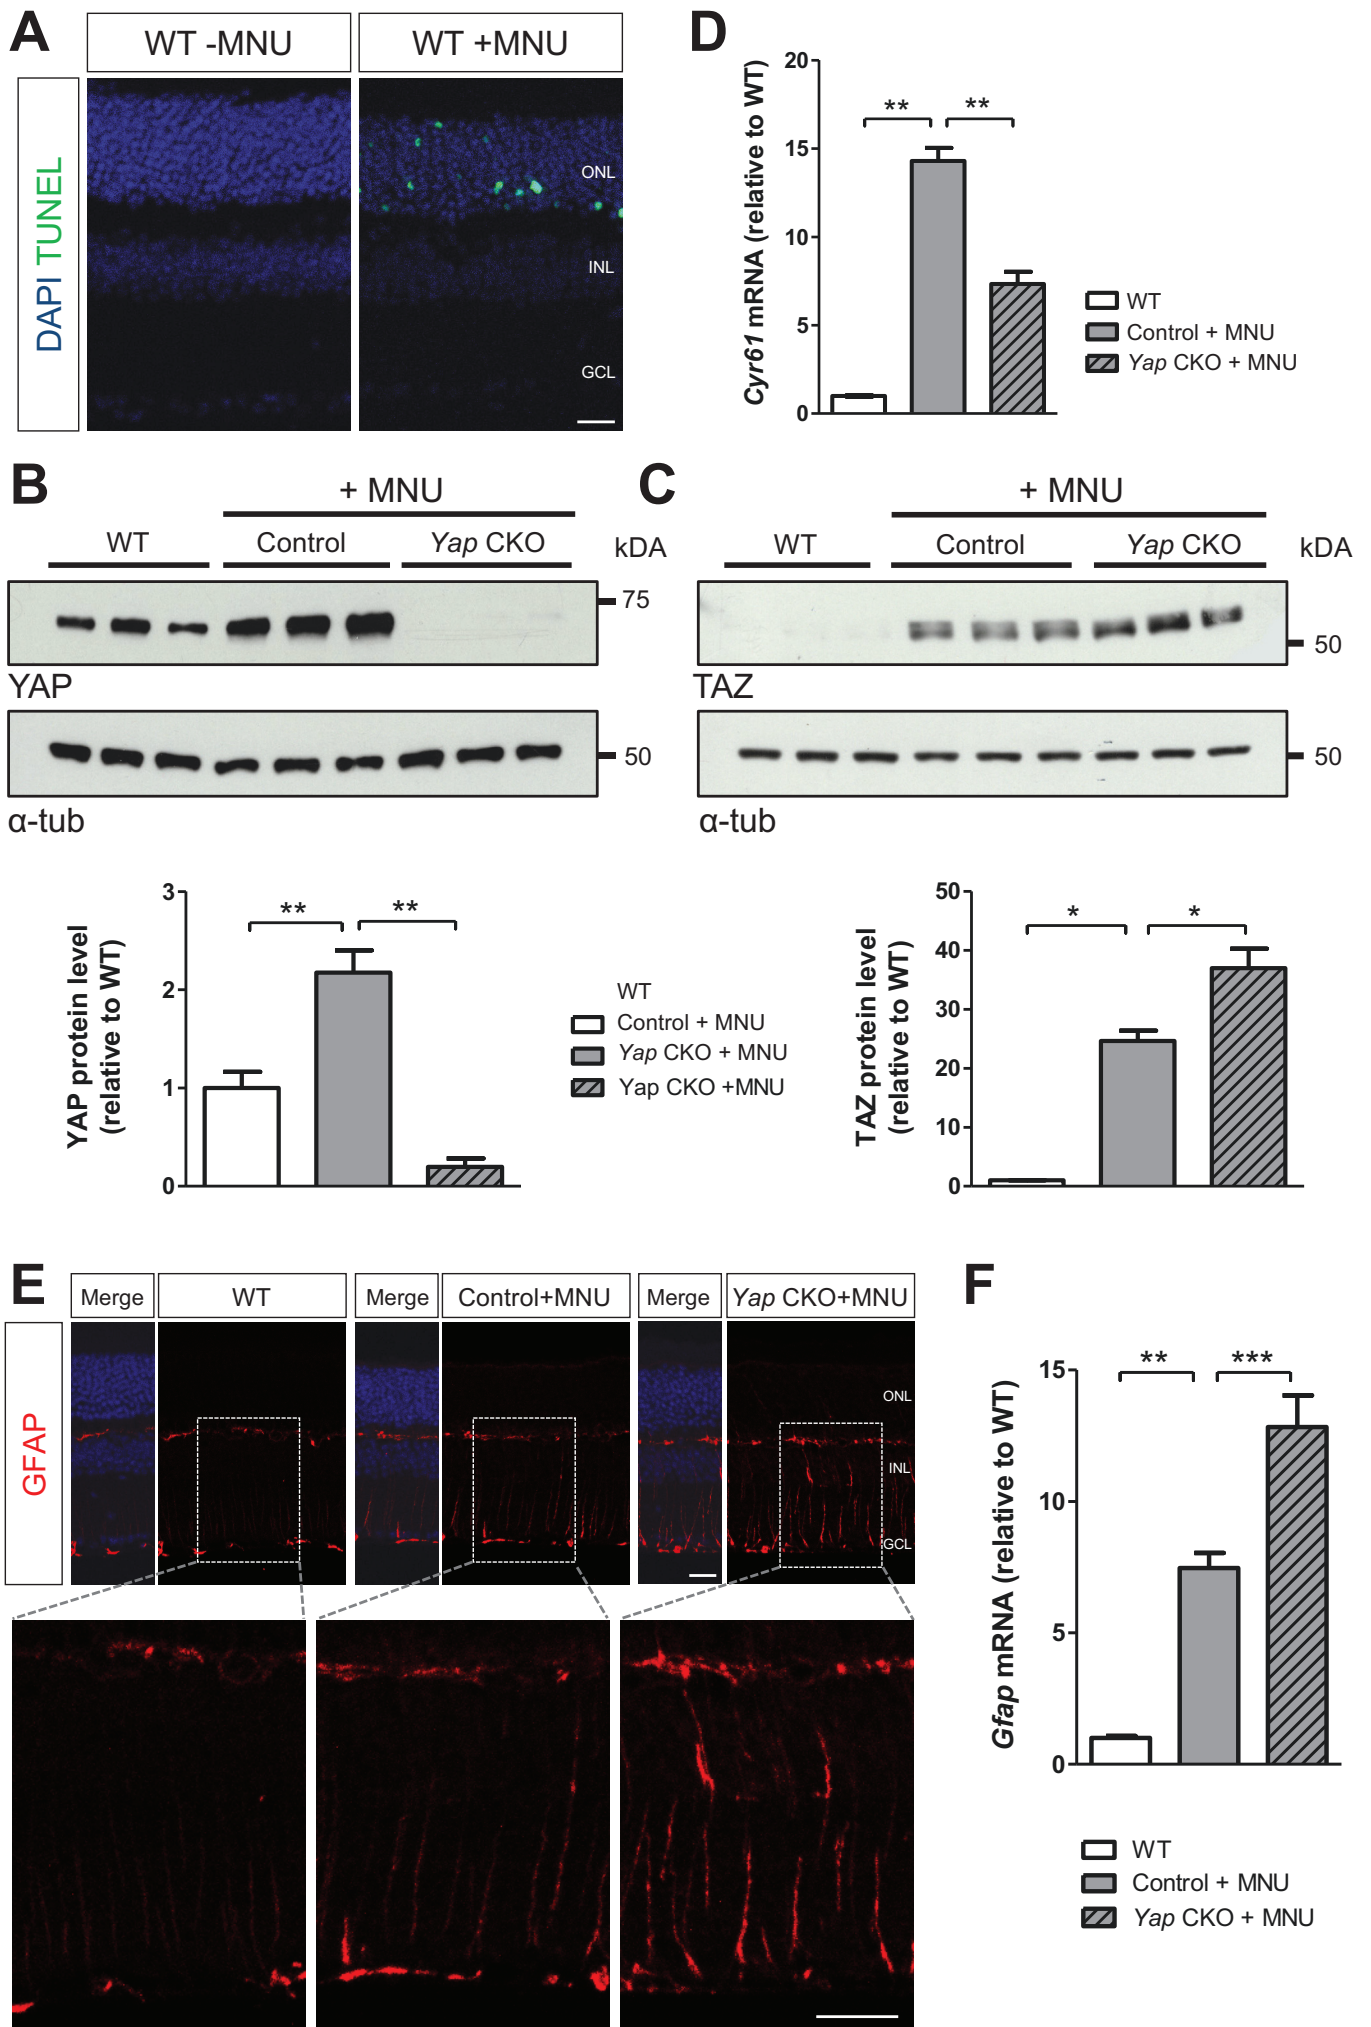 A
WT -MNU
WT +MNU
DAPI TUNEL
ONL
INL
GCL
D
Cyr61 mRNA (relative to WT)
20
15
10
5
0
**
**
WT
Control + MNU
Yap CKO + MNU
B
+ MNU
WT
Control
Yap CKO
kDA
75
YAP
50
α-tub
C
+ MNU
WT
Control
Yap CKO
kDA
50
TAZ
50
α-tub
YAP protein level
(relative to WT)
3
2
1
0
**
**
WT
Control + MNU
Yap CKO + MNU
Yap CKO +MNU
TAZ protein level
(relative to WT)
50
40
30
20
10
0
*
*
E
GFAP
Merge
WT
Merge
Control+MNU
Merge
Yap CKO+MNU
ONL
INL
GCL
F
Gfap mRNA (relative to WT)
15
10
5
0
**
***
WT
Control + MNU
Yap CKO + MNU